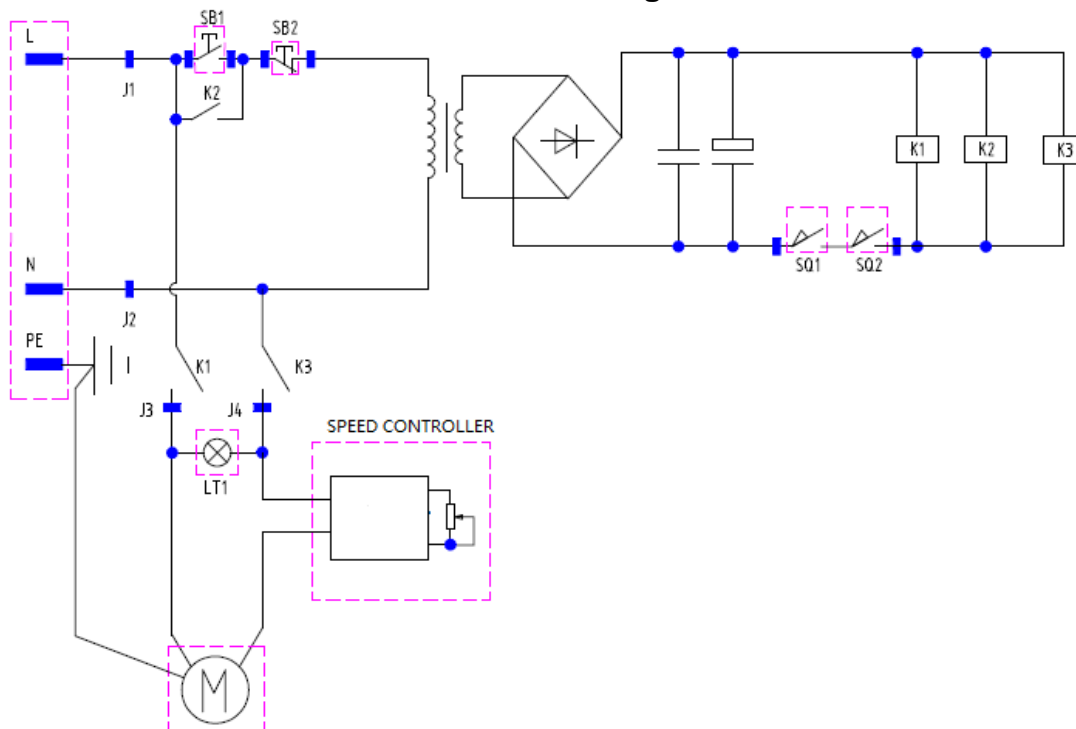 L
SB1
SB2
J1
K2
K1
K2
K3
SQ1
SQ2
N
J2
PE
K1
K3
J3
J4
SPEED CONTROLLER
LT1
M